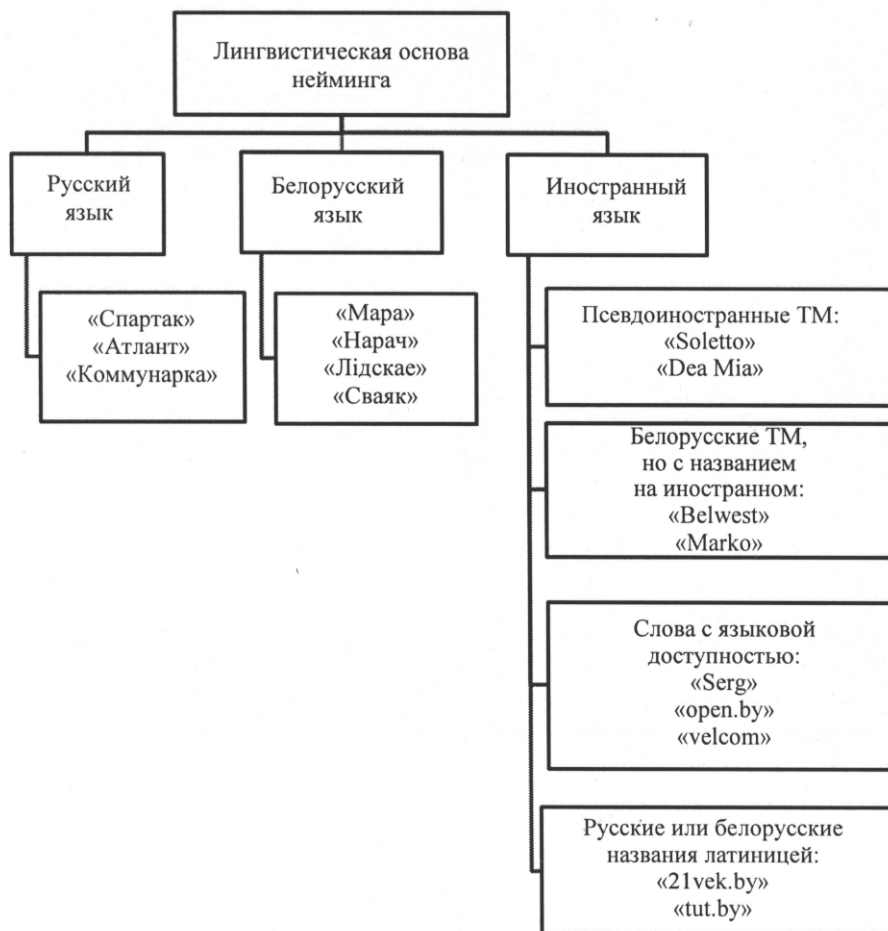 Лингвистическая основа
нейминга
Русский
язык
Белорусский
язык
Иностранный
язык
«Спартак»
«Атлант»
«Коммунарка»
«Мара»
«Нарач»
«Лідскае»
«Сваяк»
Псевдоиностранные ТМ:
«Soletto»
«Dea Mia»
Белорусские ТМ,
но с названием
на иностранном:
«Belwest»
«Marko»
Слова с языковой
доступностью:
«Serg»
«open.by»
«velcom»
Русские или белорусские
названия латиницей:
«21vek.by»
«tut.by»